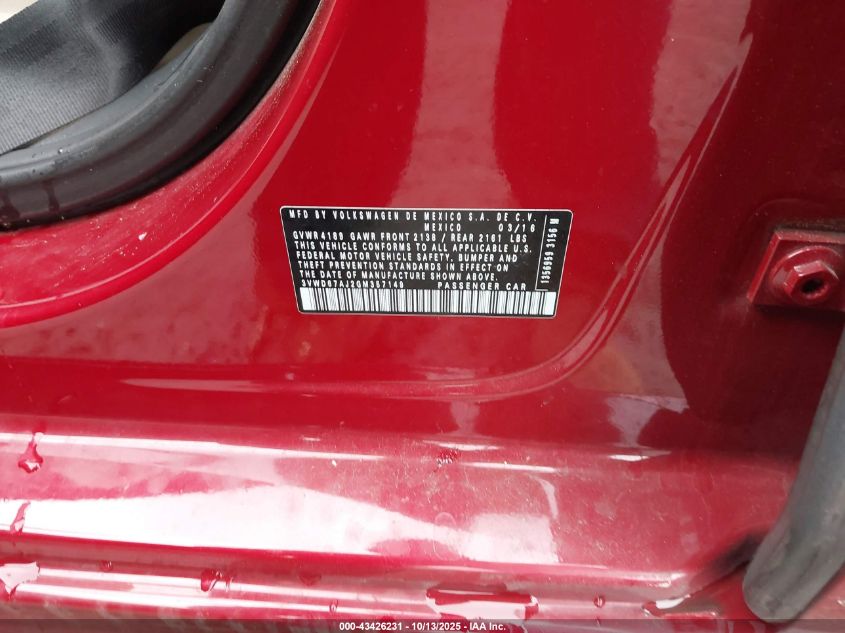 MFD BY VOLKSWAGEN DE MEXICO S.A. DE C.V.
MEXICO 03/16
GVWR 4189 GAWR FRONT 2138 / REAR 2161 LBS
THIS VEHICLE CONFORMS TO ALL APPLICABLE U.S.
FEDERAL MOTOR VEHICLE SAFETY, BUMPER AND
THEFT PREVENTION STANDARDS IN EFFECT ON
THE DATE OF MANUFACTURE SHOWN ABOVE.
3VWD67AJ2GM357149 PASSENGER CAR
1356959 3156 M
000-43426231 - 10/13/2025 - IAA Inc.